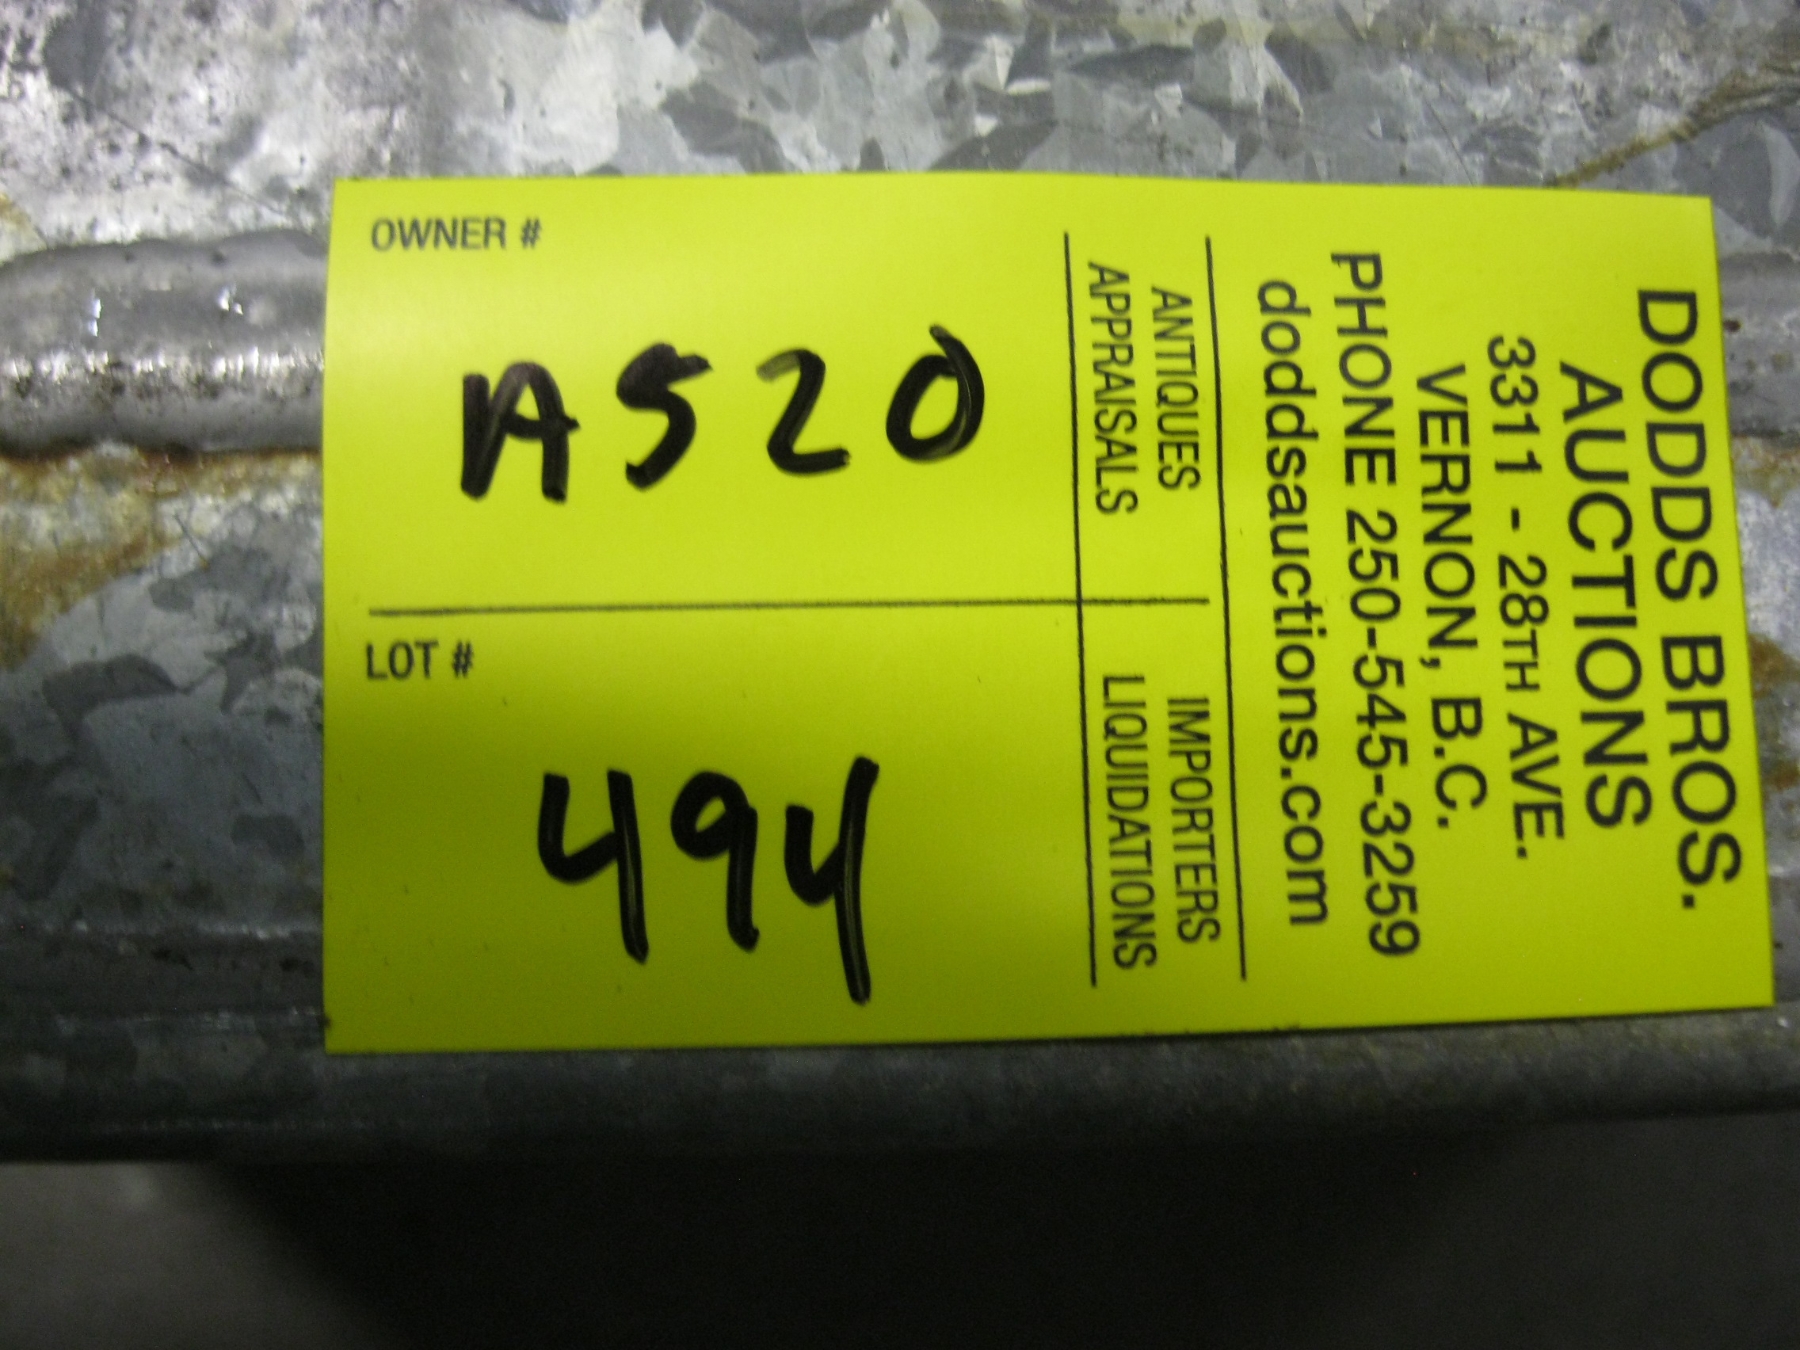 DODDS BROS.
AUCTIONS
3311 - 28TH AVE.
VERNON, B.C.
PHONE 250-545-3259
doddsauctions.com
ANTIQUES IMPORTERS
APPRAISALS LIQUIDATIONS
OWNER #
A520
LOT #
494